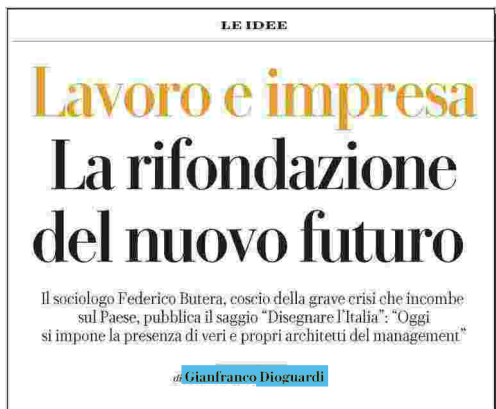 LE IDEE
Lavoro e impresa
La rifondazione
del nuovo futuro
Il sociologo Federico Butera, coscio della grave crisi che incombe
sul Paese, pubblica il saggio “Disegnare l’Italia”: “Oggi
si impone la presenza di veri e propri architetti del management”
di Gianfranco Dioguardi